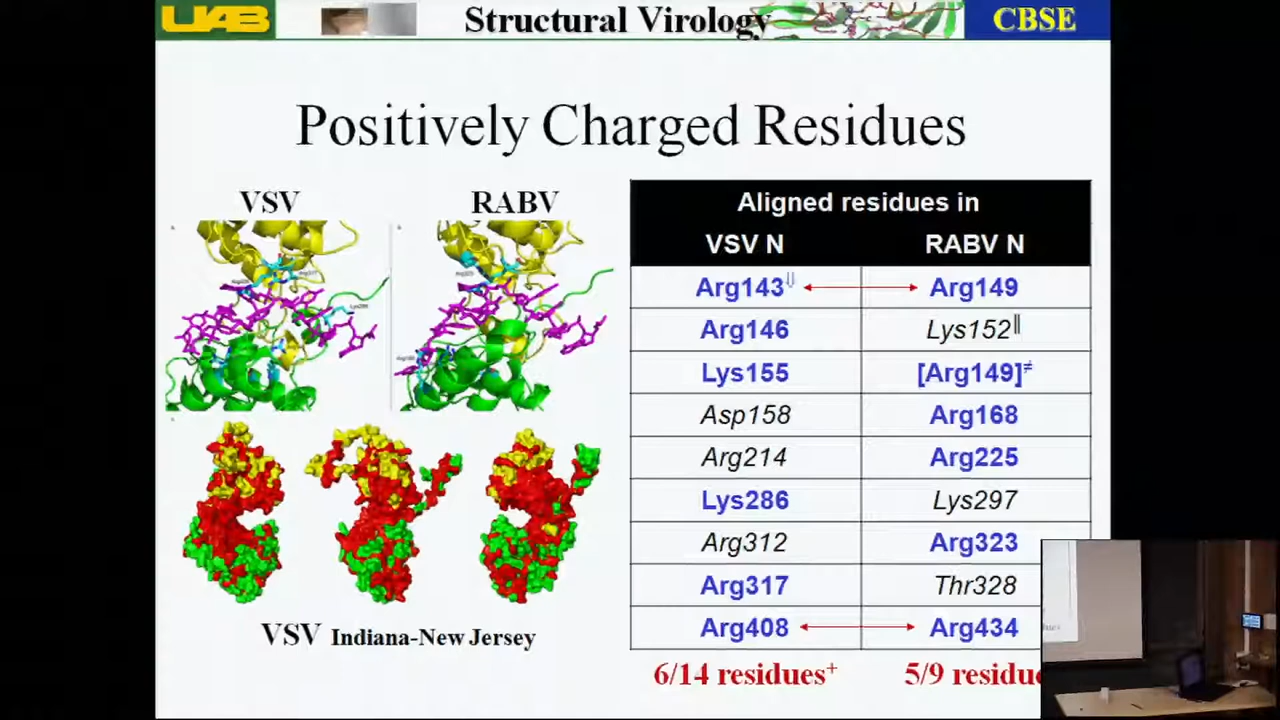 UAB
Structural Virology
CBSE
Positively Charged Residues
VSV
RABV
Aligned residues in
VSV N
RABV N
Arg143⇓
Arg149
Arg146
Lys152‖
Lys155
[Arg149]≠
Asp158
Arg168
Arg214
Arg225
Lys286
Lys297
Arg312
Arg323
Arg317
Thr328
Arg408
Arg434
VSV Indiana-New Jersey
6/14 residues+
5/9